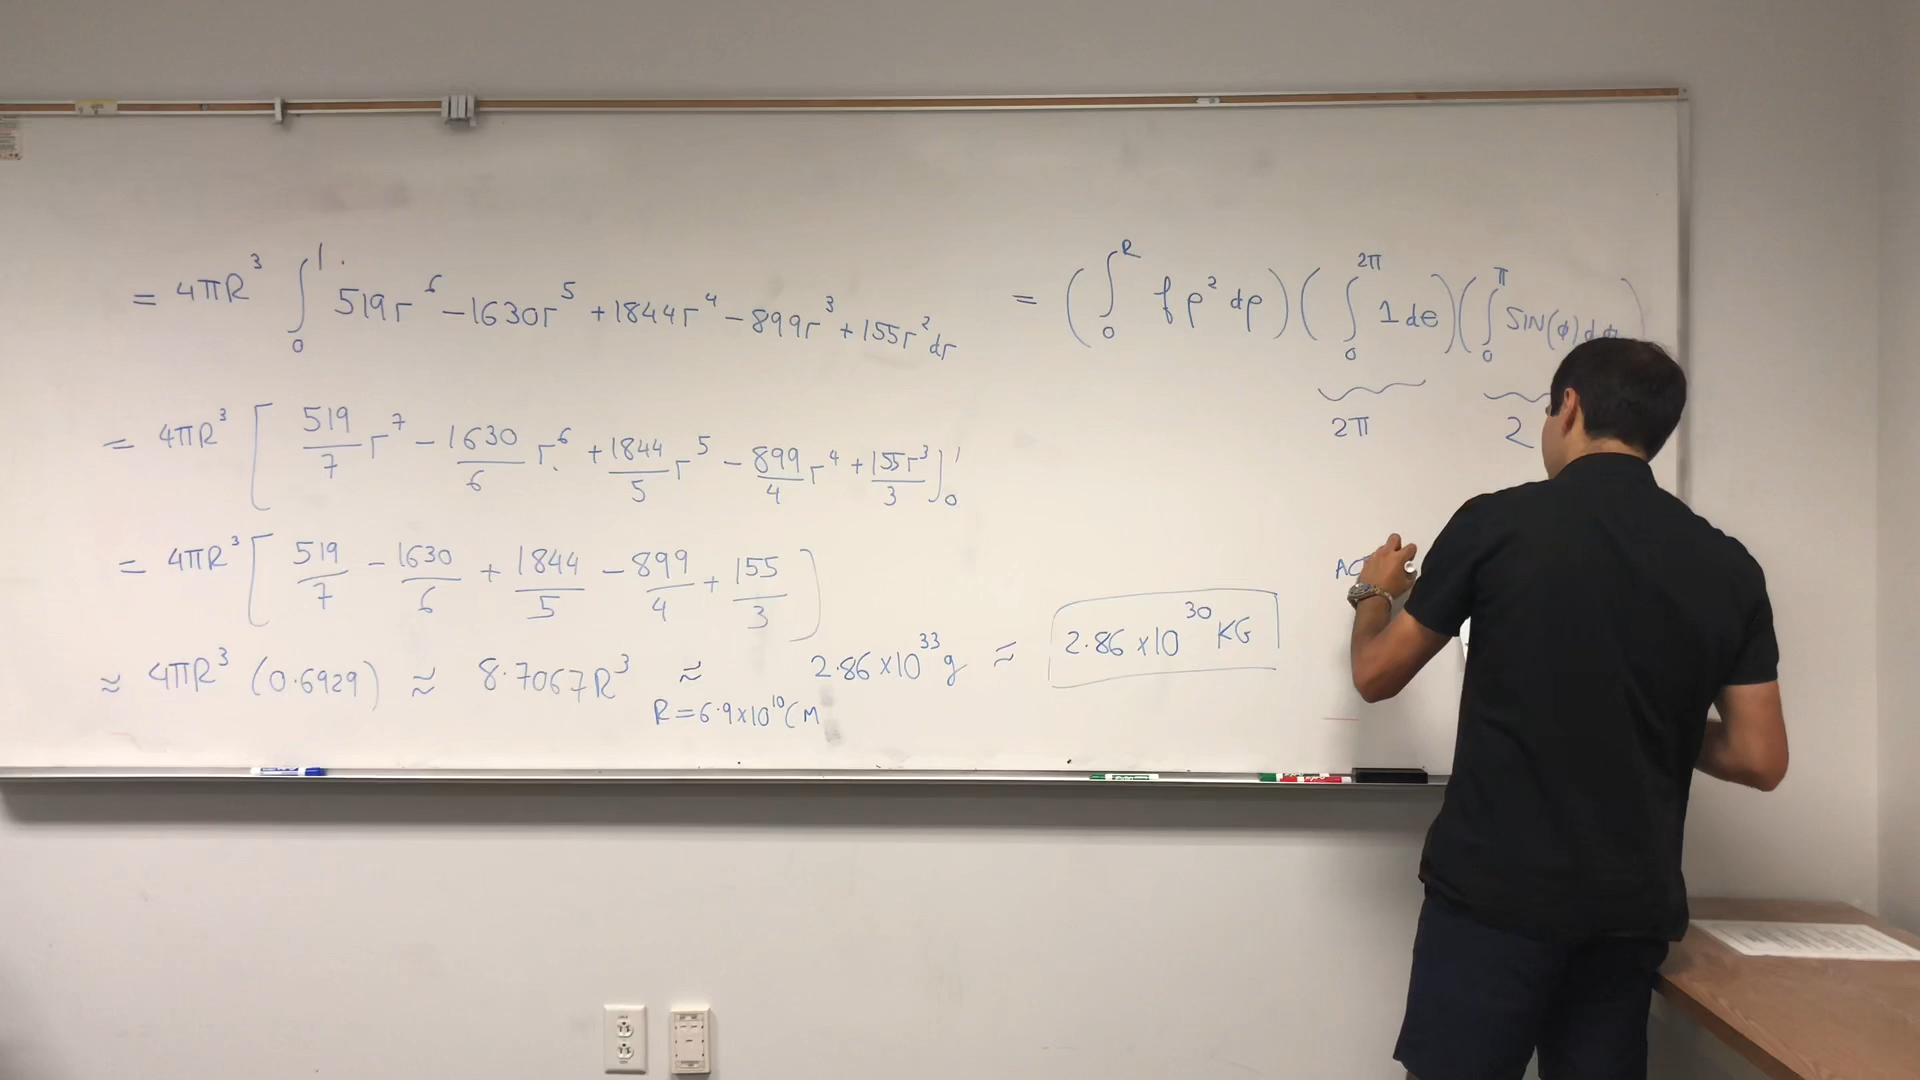 = 4πR³ ∫₀¹ 519r⁶ − 1630r⁵ + 1844r⁴ − 899r³ + 155r² dr
= 4πR³ [ 519/7 r⁷ − 1630/6 r⁶ + 1844/5 r⁵ − 899/4 r⁴ + 155r³/3 ]₀¹
= 4πR³ [ 519/7 − 1630/6 + 1844/5 − 899/4 + 155/3 ]
≈ 4πR³ (0.6929) ≈ 8.7067R³ ≈ 2.86 × 10³³ g ≈ 2.86 × 10³⁰ KG
R = 6.9 × 10¹⁰ CM
= ( ∫₀ᴿ f ρ² dρ ) ( ∫₀^2π 1 dθ ) ( ∫₀^π SIN(φ) dφ )
2π 2